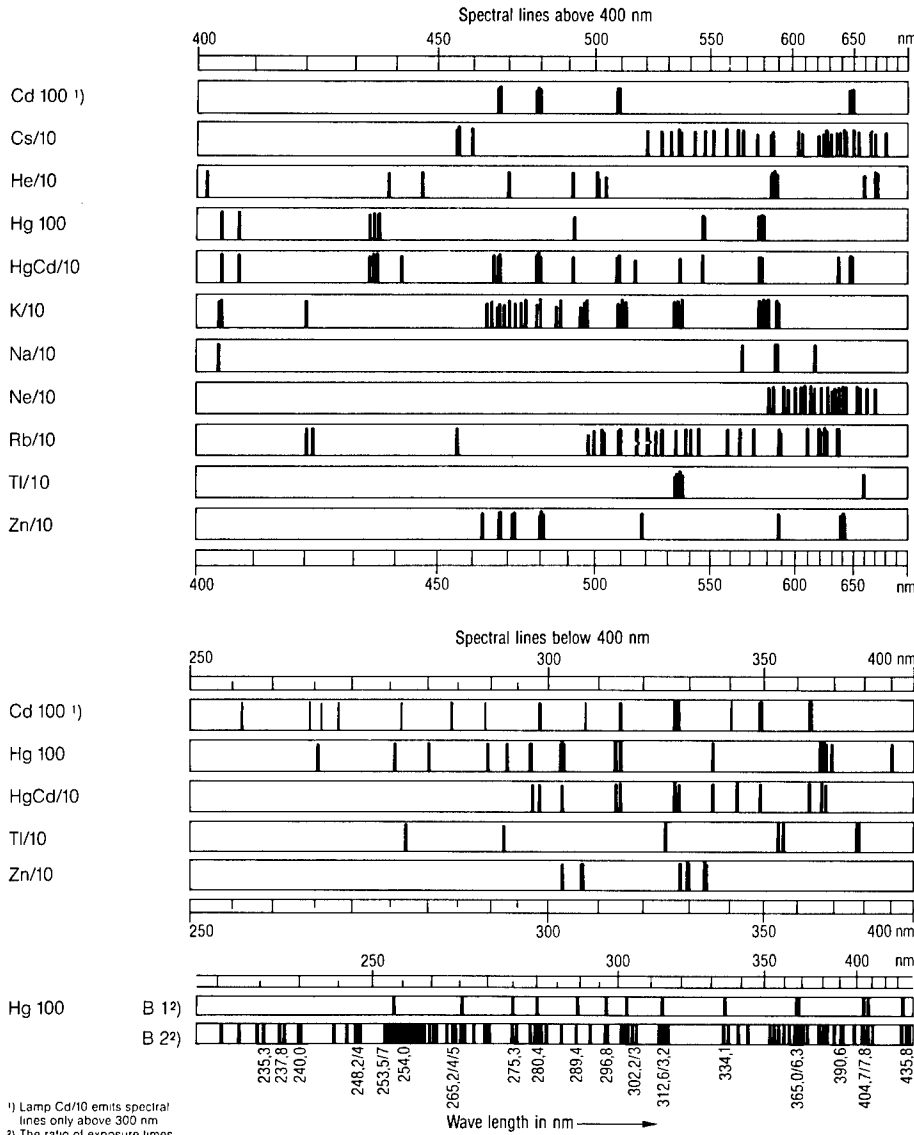 Spectral lines above 400 nm
400 450 500 550 600 650 nm
Cd 100 ¹)
Cs/10
He/10
Hg 100
HgCd/10
K/10
Na/10
Ne/10
Rb/10
Tl/10
Zn/10
400 450 500 550 600 650 nm
Spectral lines below 400 nm
250 300 350 400 nm
Cd 100 ¹)
Hg 100
HgCd/10
Tl/10
Zn/10
250 300 350 400 nm
250 300 350 400 nm
Hg 100 B 1²)
B 2²)
235,3 237,8 240,0 248,2/4 253,5/7 254,0 265,2/4/5 275,3 280,4 289,4 296,8 302,2/3 312,6/3,2 334,1 365,0/6,3 390,6 404,7/7,8 435,8
Wave length in nm
¹) Lamp Cd/10 emits spectral
lines only above 300 nm
²) The ratio of exposure times